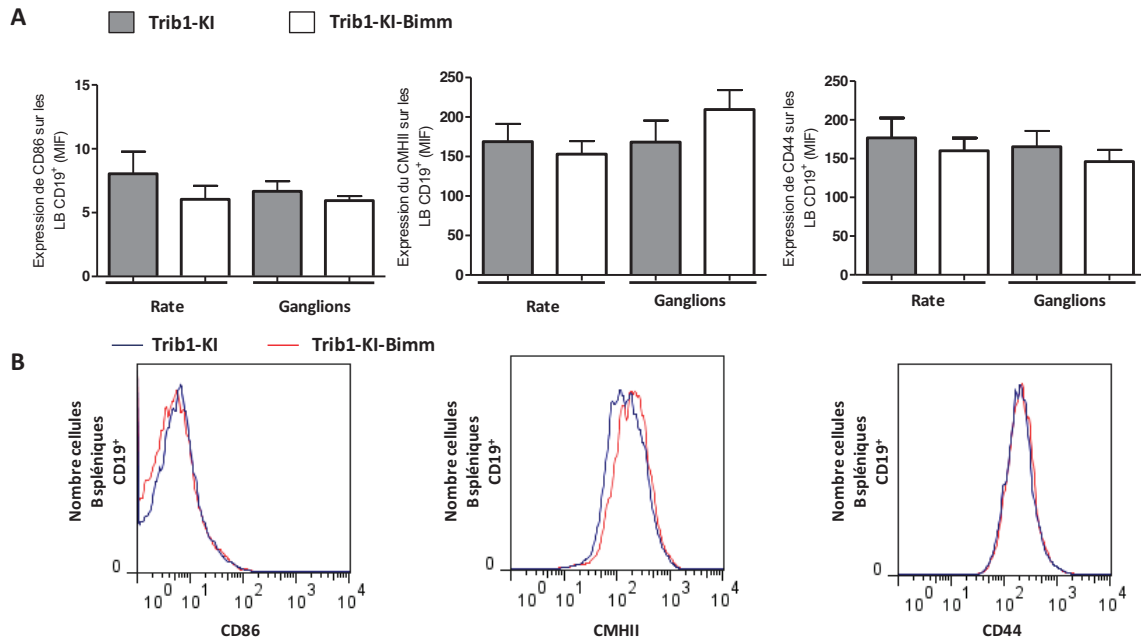 A
Trib1-KI
Trib1-KI-Bimm
Expression de CD86 sur les
LB CD19+ (MIF)
15
10
5
0
Rate
Ganglions
Expression du CMHII sur les
LB CD19+ (MIF)
250
200
150
100
50
0
Rate
Ganglions
Expression de CD44 sur les
LB CD19+ (MIF)
250
200
150
100
50
0
Rate
Ganglions
B
Trib1-KI
Trib1-KI-Bimm
Nombre cellules
B spléniques
CD19+
0
10^0 10^1 10^2 10^3 10^4
CD86
Nombre cellules
B spléniques
CD19+
0
10^0 10^1 10^2 10^3 10^4
CMHII
Nombre cellules
B spléniques
CD19+
0
10^0 10^1 10^2 10^3 10^4
CD44